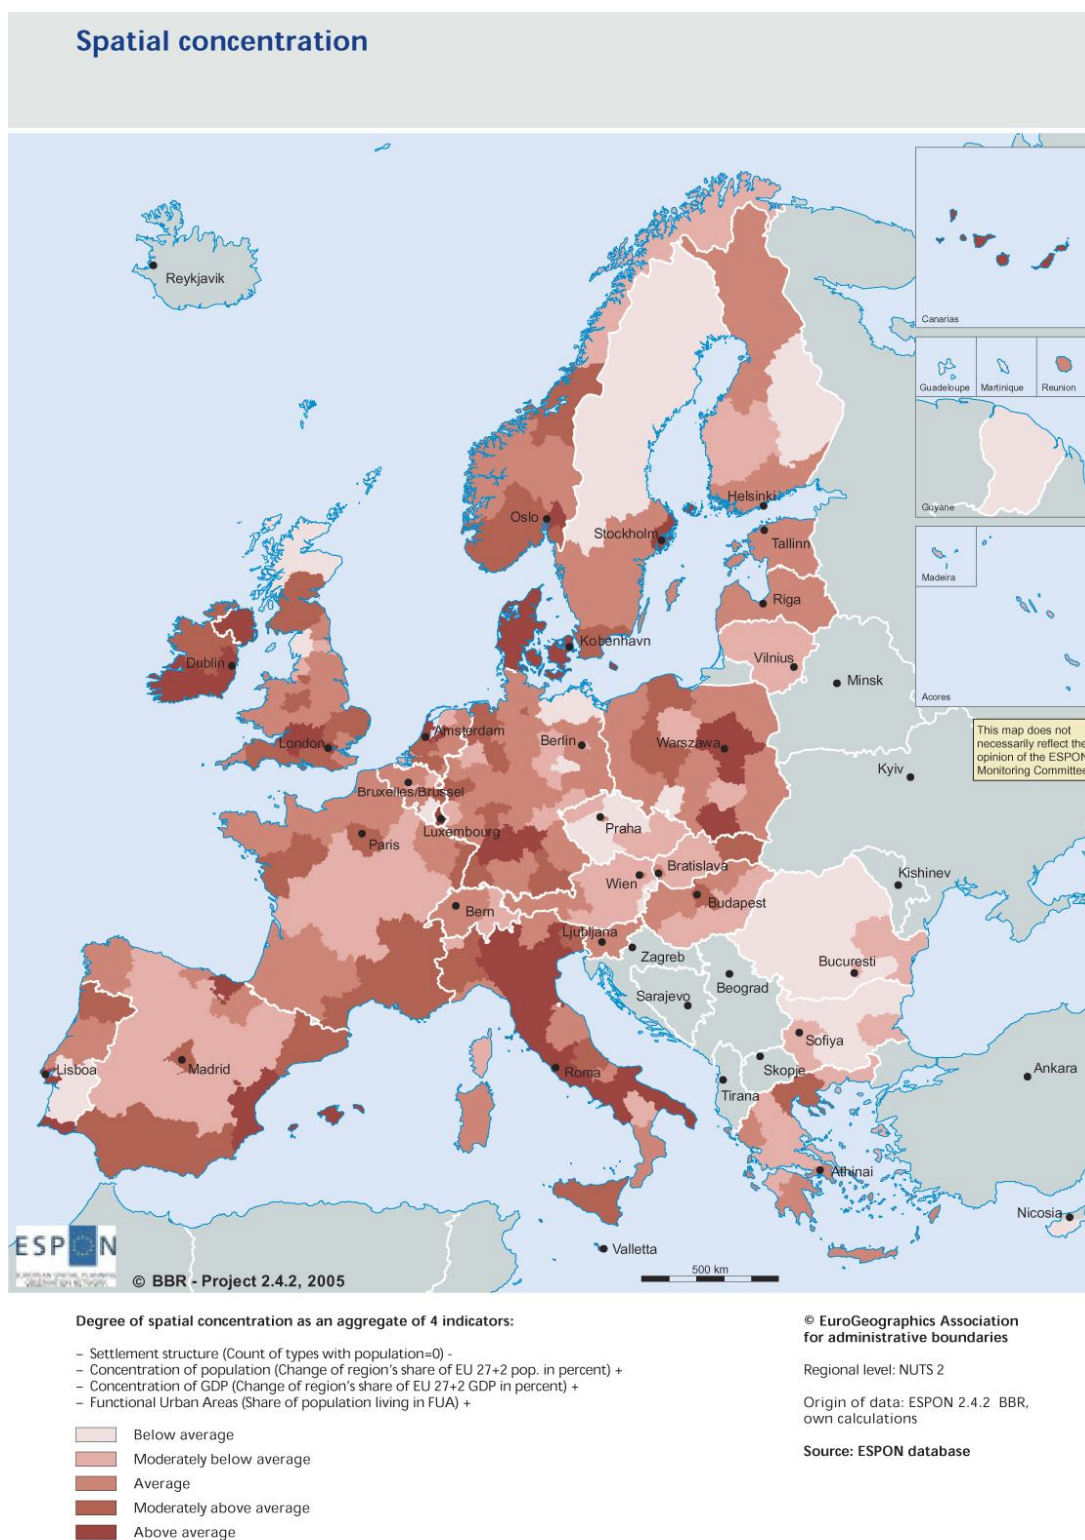 Spatial concentration
Reykjavik
Canarias
Guadeloupe
Martinique
Reunion
Guyane
Madeira
Acores
Helsinki
Oslo
Stockholm
Tallinn
Riga
Kobenhavn
Vilnius
Dublin
Minsk
Amsterdam
Berlin
Warszawa
London
This map does not
necessarily reflect the
opinion of the ESPON
Monitoring Committee
Kyiv
Bruxelles/Brussel
Luxembourg
Praha
Paris
Bratislava
Kishinev
Wien
Budapest
Bern
Ljubljana
Zagreb
Bucuresti
Beograd
Sarajevo
Sofiya
Skopje
Lisboa
Madrid
Roma
Tirana
Ankara
Athinai
Nicosia
Valletta
ESPON
EUROPEAN SPATIAL PLANNING
OBSERVATION NETWORK
© BBR - Project 2.4.2, 2005
500 km
Degree of spatial concentration as an aggregate of 4 indicators:
– Settlement structure (Count of types with population=0) -
– Concentration of population (Change of region's share of EU 27+2 pop. in percent) +
– Concentration of GDP (Change of region's share of EU 27+2 GDP in percent) +
– Functional Urban Areas (Share of population living in FUA) +
Below average
Moderately below average
Average
Moderately above average
Above average
© EuroGeographics Association
for administrative boundaries
Regional level: NUTS 2
Origin of data: ESPON 2.4.2 BBR,
own calculations
Source: ESPON database